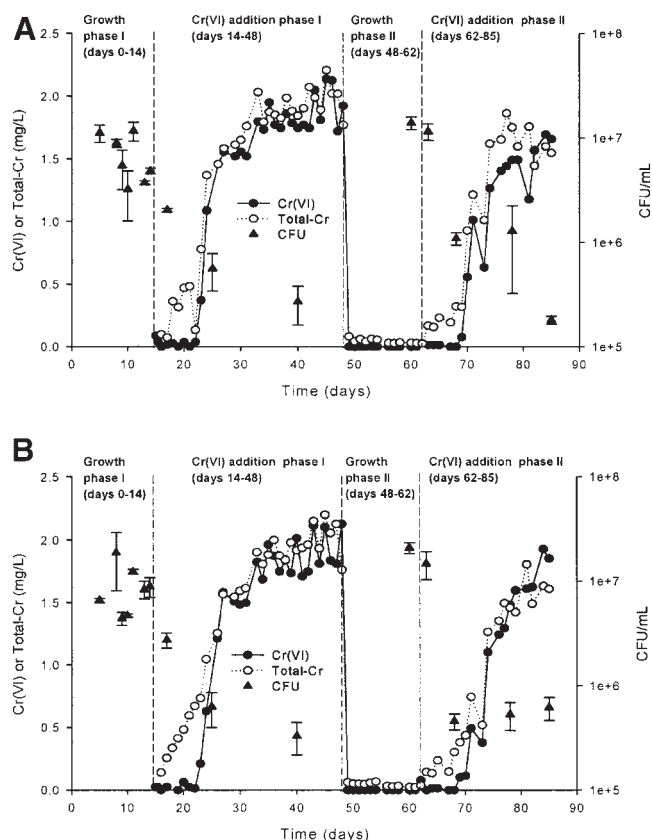 A
Growth phase I (days 0-14)
Cr(VI) addition phase I (days 14-48)
Growth phase II (days 48-62)
Cr(VI) addition phase II (days 62-85)
2.5
2.0
1.5
1.0
0.5
0.0
Cr(VI) or Total-Cr (mg/L)
Cr(VI)
Total-Cr
CFU
1e+8
1e+7
1e+6
1e+5
CFU/mL
0 10 20 30 40 50 60 70 80 90
Time (days)
B
Growth phase I (days 0-14)
Cr(VI) addition phase I (days 14-48)
Growth phase II (days 48-62)
Cr(VI) addition phase II (days 62-85)
2.5
2.0
1.5
1.0
0.5
0.0
Cr(VI) or Total-Cr (mg/L)
Cr(VI)
Total-Cr
CFU
1e+8
1e+7
1e+6
1e+5
CFU/mL
0 10 20 30 40 50 60 70 80 90
Time (days)